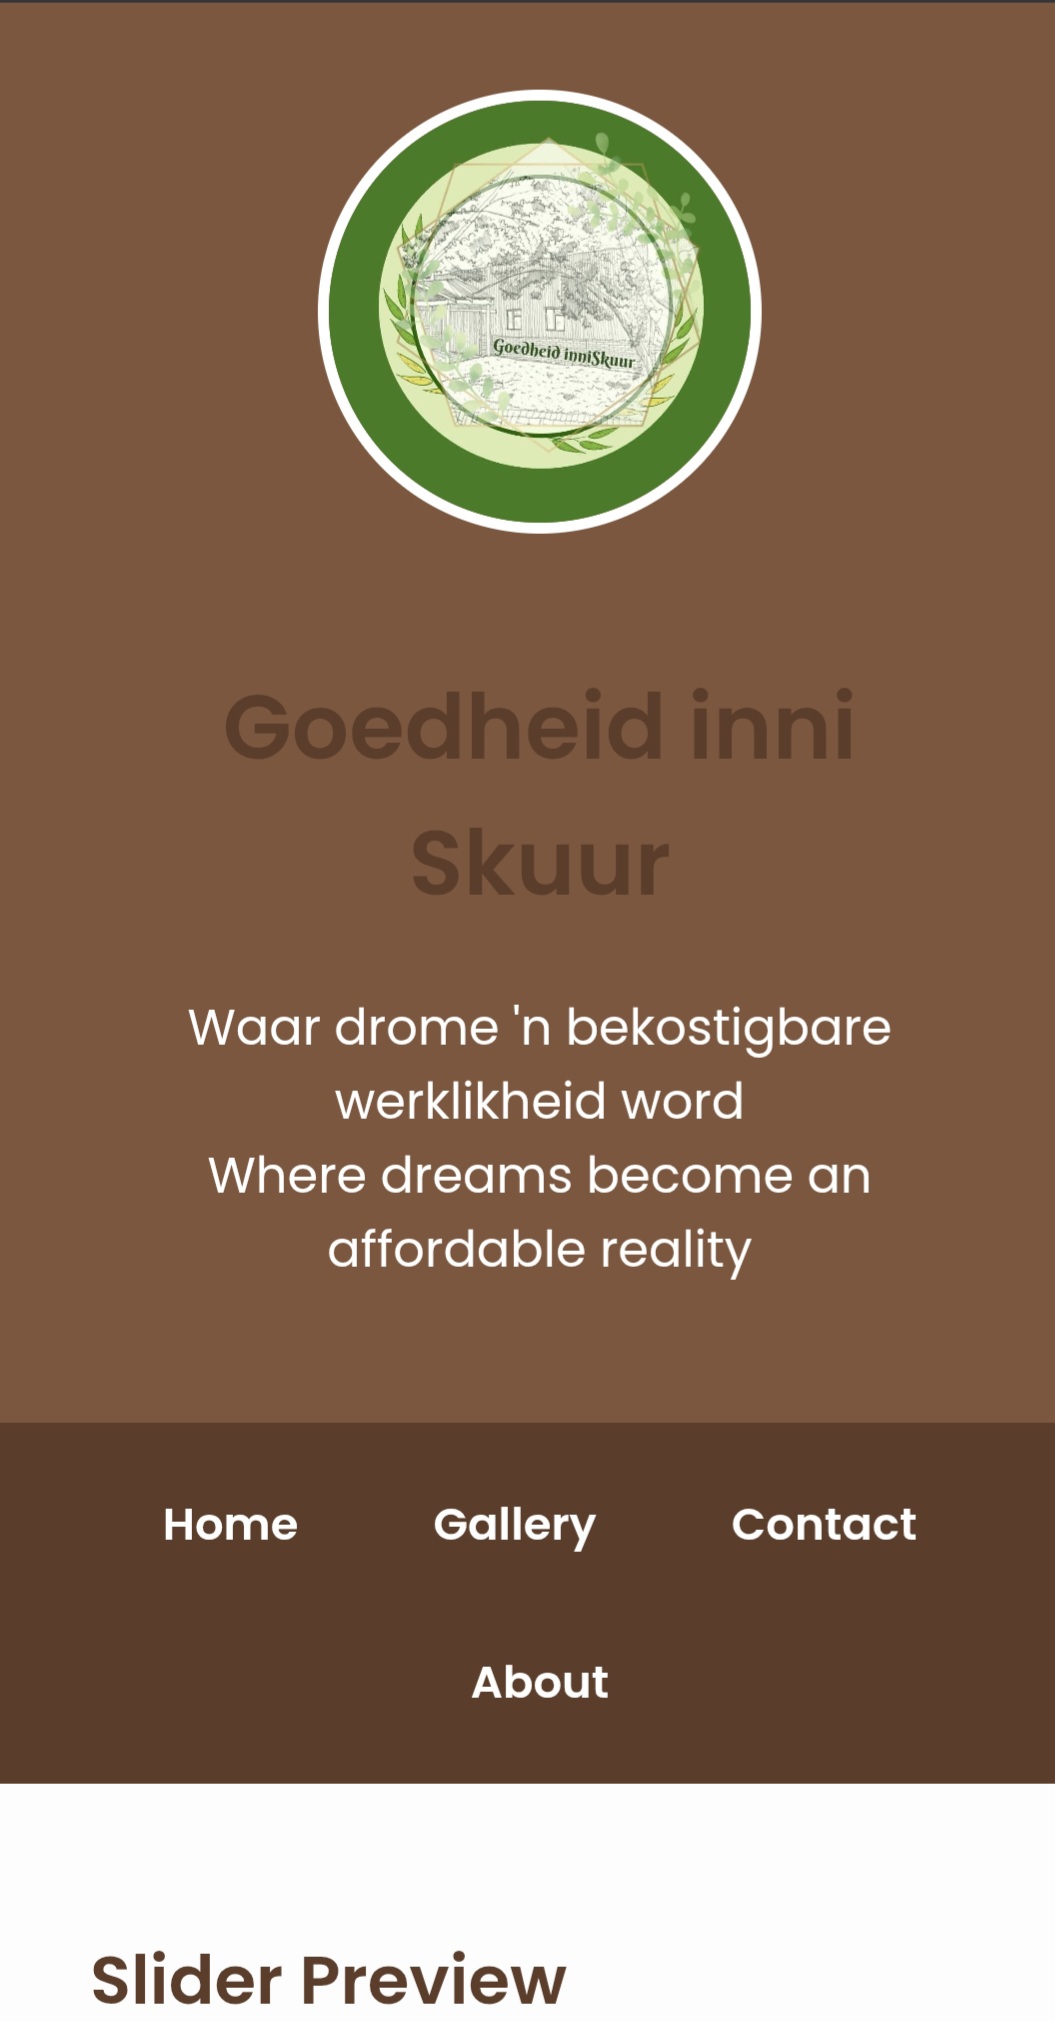 Goedheid inniSkuur
Goedheid inni
Skuur
Waar drome 'n bekostigbare
werklikheid word
Where dreams become an
affordable reality
Home Gallery Contact
About
Slider Preview